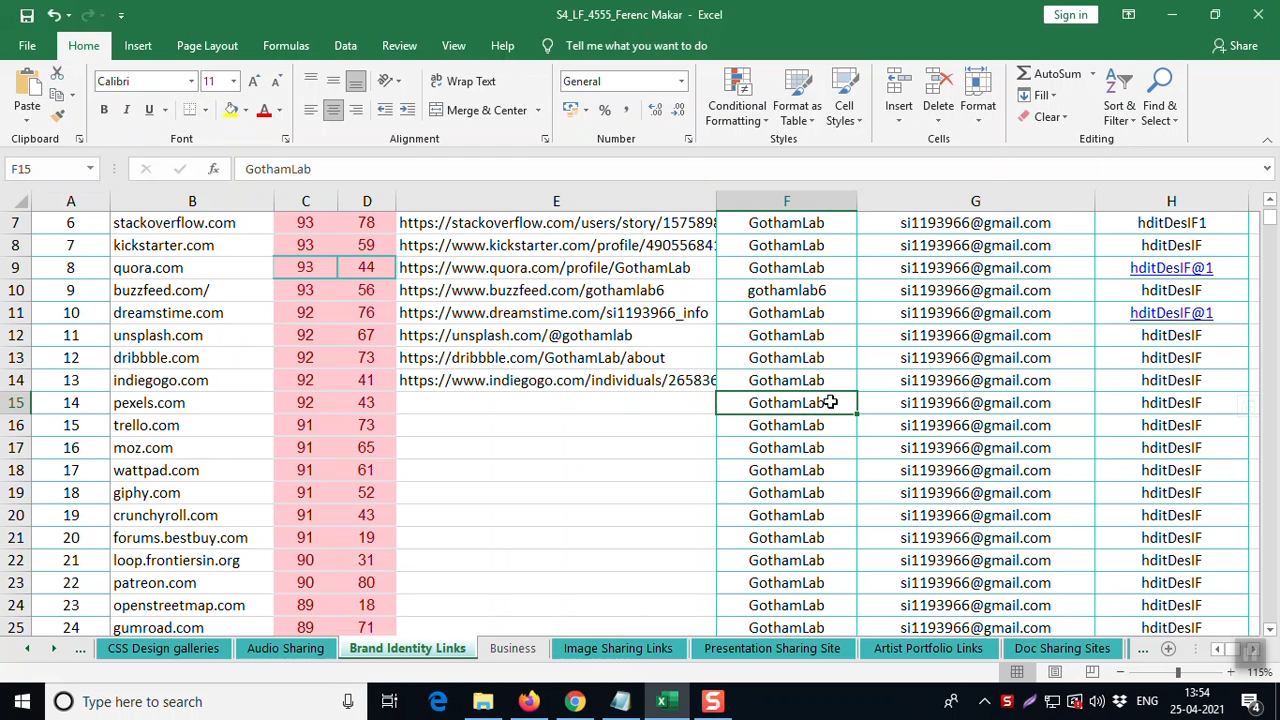 S4_LF_4555_Ferenc Makar - Excel
Sign in
File Home Insert Page Layout Formulas Data Review View Help Tell me what you want to do Share
Paste
Calibri 11
Wrap Text
General
Conditional Formatting
Format as Table
Cell Styles
Insert Delete Format
AutoSum
Fill
Clear
Sort & Filter
Find & Select
B I U
Merge & Center
Clipboard Font Alignment Number Styles Cells Editing
F15 GothamLab
A B C D E F G H
7 6 stackoverflow.com 93 78 https://stackoverflow.com/users/story/1575898 GothamLab si1193966@gmail.com hditDesIF1
8 7 kickstarter.com 93 59 https://www.kickstarter.com/profile/490556841 GothamLab si1193966@gmail.com hditDesIF
9 8 quora.com 93 44 https://www.quora.com/profile/GothamLab GothamLab si1193966@gmail.com hditDesIF@1
10 9 buzzfeed.com/ 93 56 https://www.buzzfeed.com/gothamlab6 gothamlab6 si1193966@gmail.com hditDesIF
11 10 dreamstime.com 92 76 https://www.dreamstime.com/si1193966_info GothamLab si1193966@gmail.com hditDesIF@1
12 11 unsplash.com 92 67 https://unsplash.com/@gothamlab GothamLab si1193966@gmail.com hditDesIF
13 12 dribbble.com 92 73 https://dribbble.com/GothamLab/about GothamLab si1193966@gmail.com hditDesIF
14 13 indiegogo.com 92 41 https://www.indiegogo.com/individuals/265836 GothamLab si1193966@gmail.com hditDesIF
15 14 pexels.com 92 43 GothamLab si1193966@gmail.com hditDesIF
16 15 trello.com 91 73 GothamLab si1193966@gmail.com hditDesIF
17 16 moz.com 91 65 GothamLab si1193966@gmail.com hditDesIF
18 17 wattpad.com 91 61 GothamLab si1193966@gmail.com hditDesIF
19 18 giphy.com 91 52 GothamLab si1193966@gmail.com hditDesIF
20 19 crunchyroll.com 91 43 GothamLab si1193966@gmail.com hditDesIF
21 20 forums.bestbuy.com 91 19 GothamLab si1193966@gmail.com hditDesIF
22 21 loop.frontiersin.org 90 31 GothamLab si1193966@gmail.com hditDesIF
23 22 patreon.com 90 80 GothamLab si1193966@gmail.com hditDesIF
24 23 openstreetmap.com 89 18 GothamLab si1193966@gmail.com hditDesIF
25 24 gumroad.com 89 71 GothamLab si1193966@gmail.com hditDesIF
... CSS Design galleries Audio Sharing Brand Identity Links Business Image Sharing Links Presentation Sharing Site Artist Portfolio Links Doc Sharing Sites ...
115%
Type here to search
ENG
13:54
25-04-2021
4